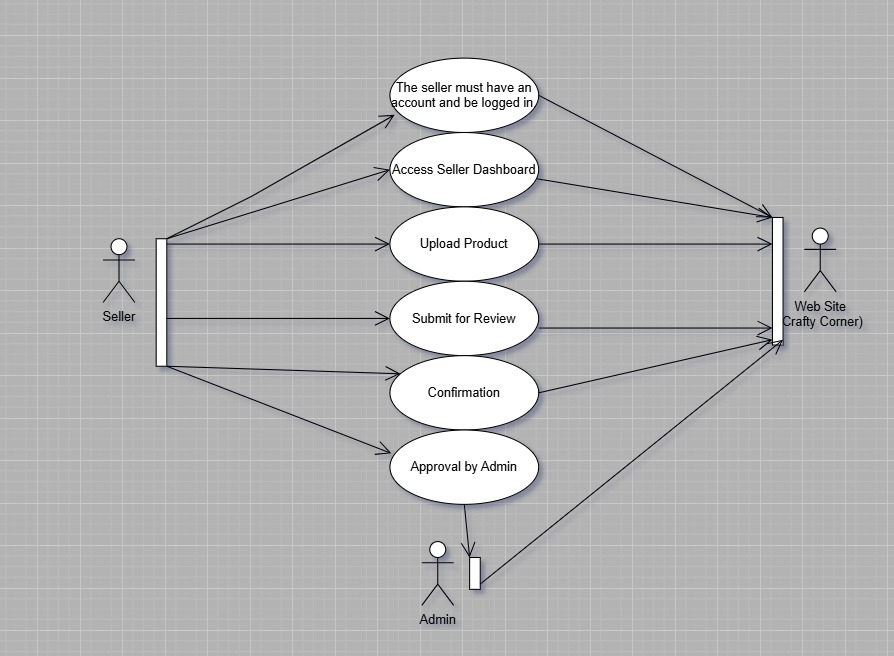 The seller must have an
account and be logged in
Access Seller Dashboard
Upload Product
Seller
Submit for Review
Web Site
Crafty Corner)
Confirmation
Approval by Admin
Admin